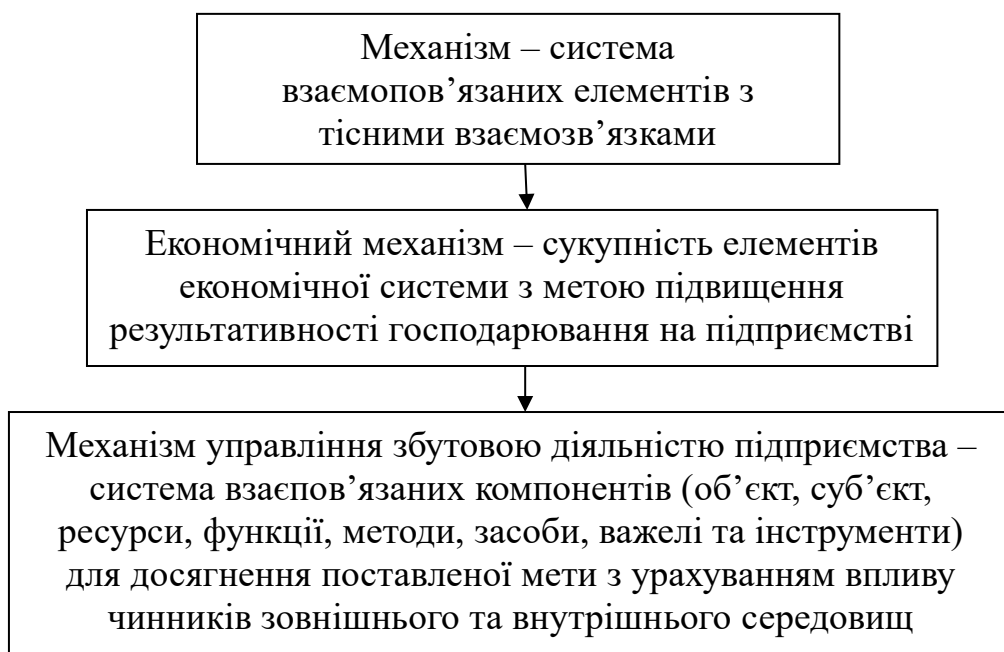 Механізм – система
взаємопов’язаних елементів з
тісними взаємозв’язками
Економічний механізм – сукупність елементів
економічної системи з метою підвищення
результативності господарювання на підприємстві
Механізм управління збутовою діяльністю підприємства –
система взаєпов’язаних компонентів (об’єкт, суб’єкт,
ресурси, функції, методи, засоби, важелі та інструменти)
для досягнення поставленої мети з урахуванням впливу
чинників зовнішнього та внутрішнього середовищ